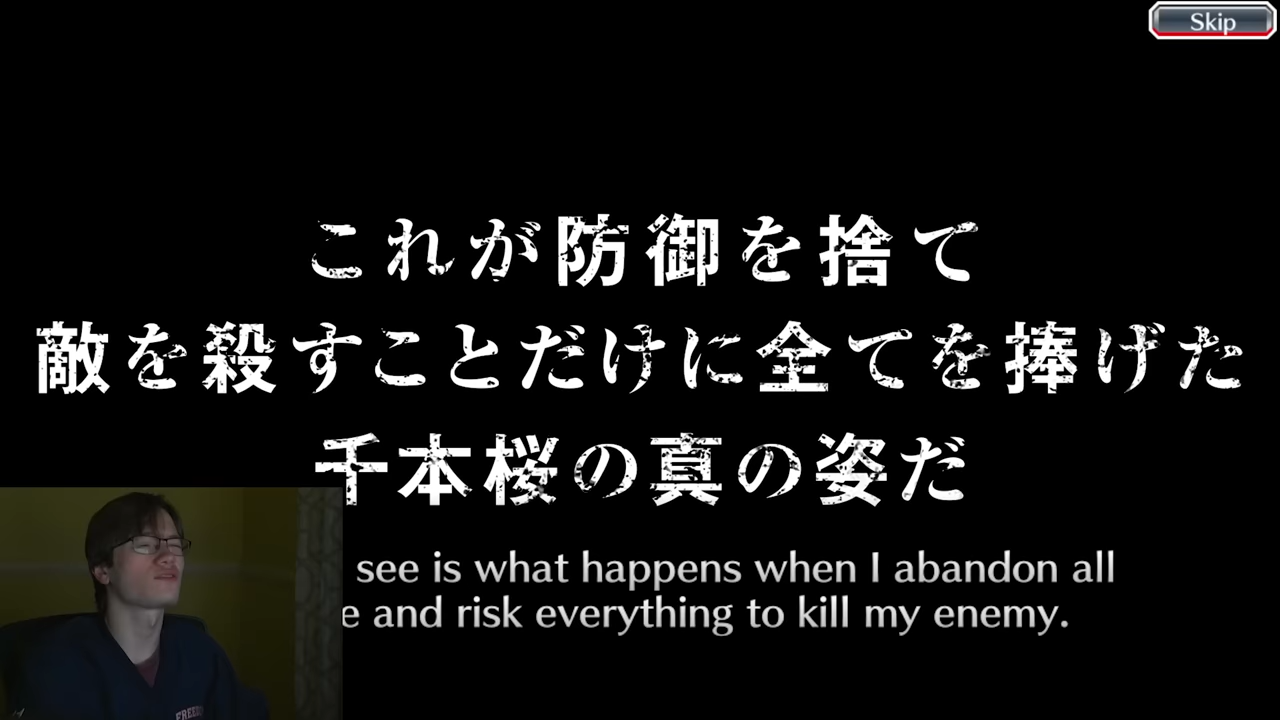 Skip
これが防御を捨て
敵を殺すことだけに全てを捧げた
千本桜の真の姿だ
see is what happens when I abandon all
e and risk everything to kill my enemy.